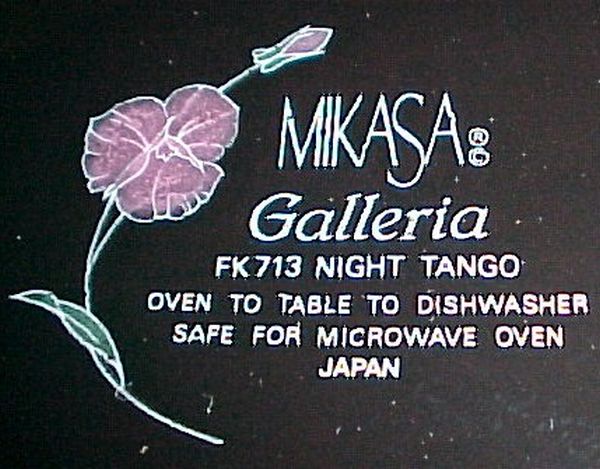 MIKASA ® ©
Galleria
FK713 NIGHT TANGO
OVEN TO TABLE TO DISHWASHER
SAFE FOR MICROWAVE OVEN
JAPAN